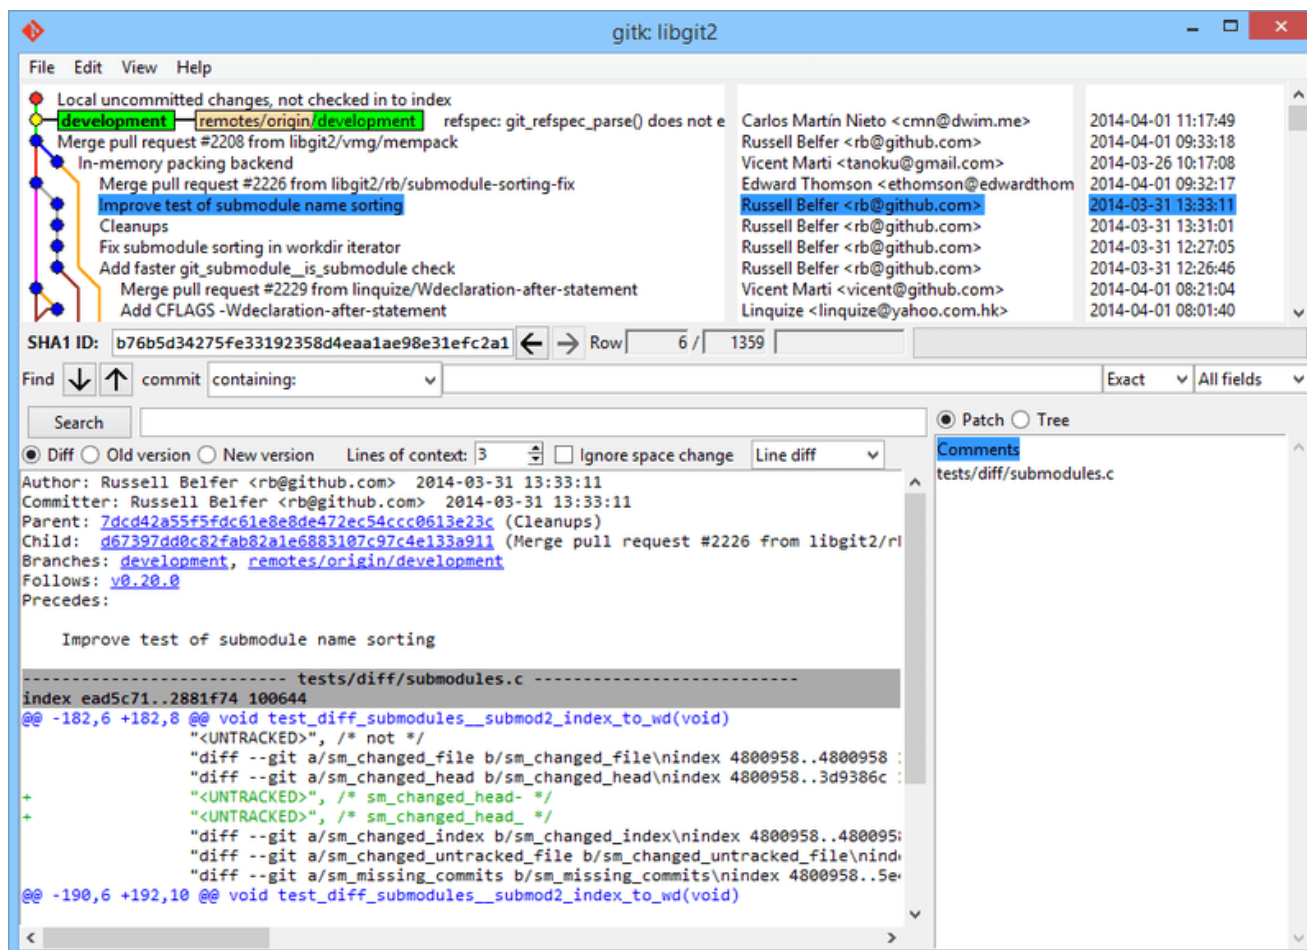 gitk: libgit2
File Edit View Help
Local uncommitted changes, not checked in to index
development remotes/origin/development refspec: git_refspec_parse() does not e Carlos Martín Nieto <cmn@dwim.me> 2014-04-01 11:17:49
Merge pull request #2208 from libgit2/vmg/mempack Russell Belfer <rb@github.com> 2014-04-01 09:33:18
In-memory packing backend Vicent Marti <tanoku@gmail.com> 2014-03-26 10:17:08
Merge pull request #2226 from libgit2/rb/submodule-sorting-fix Edward Thomson <ethomson@edwardthom 2014-04-01 09:32:17
Improve test of submodule name sorting Russell Belfer <rb@github.com> 2014-03-31 13:33:11
Cleanups Russell Belfer <rb@github.com> 2014-03-31 13:31:01
Fix submodule sorting in workdir iterator Russell Belfer <rb@github.com> 2014-03-31 12:27:05
Add faster git_submodule__is_submodule check Russell Belfer <rb@github.com> 2014-03-31 12:26:46
Merge pull request #2229 from linquize/Wdeclaration-after-statement Vicent Marti <vicent@github.com> 2014-04-01 08:21:04
Add CFLAGS -Wdeclaration-after-statement Linquize <linquize@yahoo.com.hk> 2014-04-01 08:01:40
SHA1 ID: b76b5d34275fe33192358d4eaa1ae98e31efc2a1 Row 6 / 1359
Find commit containing: Exact All fields
Search Patch Tree
Diff Old version New version Lines of context: 3 Ignore space change Line diff
Comments
tests/diff/submodules.c
Author: Russell Belfer <rb@github.com> 2014-03-31 13:33:11
Committer: Russell Belfer <rb@github.com> 2014-03-31 13:33:11
Parent: 7dcd42a55f5fdc61e8e8de472ec54ccc0613e23c (Cleanups)
Child: d67397dd0c82fab82a1e6883107c97c4e133a911 (Merge pull request #2226 from libgit2/rl
Branches: development, remotes/origin/development
Follows: v0.20.0
Precedes:
Improve test of submodule name sorting
--------------------------- tests/diff/submodules.c ---------------------------
index ead5c71..2881f74 100644
@@ -182,6 +182,8 @@ void test_diff_submodules__submod2_index_to_wd(void)
"<UNTRACKED>", /* not */
"diff --git a/sm_changed_file b/sm_changed_file\nindex 4800958..4800958
"diff --git a/sm_changed_head b/sm_changed_head\nindex 4800958..3d9386c
+ "<UNTRACKED>", /* sm_changed_head- */
+ "<UNTRACKED>", /* sm_changed_head_ */
"diff --git a/sm_changed_index b/sm_changed_index\nindex 4800958..480095
"diff --git a/sm_changed_untracked_file b/sm_changed_untracked_file\nind
"diff --git a/sm_missing_commits b/sm_missing_commits\nindex 4800958..5e
@@ -190,6 +192,10 @@ void test_diff_submodules__submod2_index_to_wd(void)